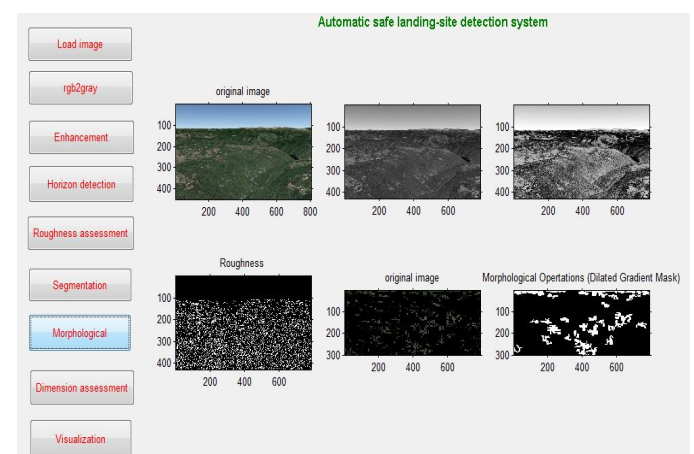 Automatic safe landing-site detection system
Load image
rgb2gray
Enhancement
Horizon detection
Roughness assessment
Segmentation
Morphological
Dimension assessment
Visualization
original image
100
200
300
400
200 400 600 800
100
200
300
400
200 400 600
100
200
300
400
200 400 600
Roughness
100
200
300
400
200 400 600
original image
100
200
300
200 400 600
Morphological Opertations (Dilated Gradient Mask)
100
200
300
200 400 600